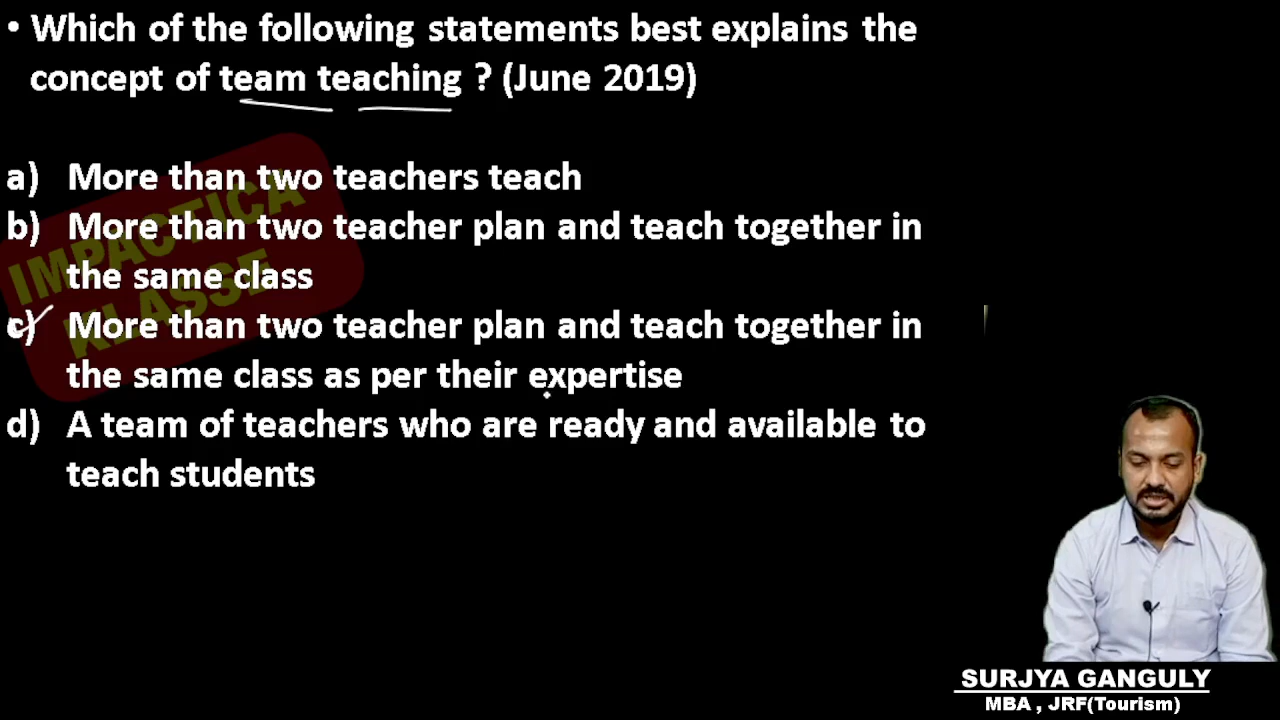 • Which of the following statements best explains the
concept of team teaching ? (June 2019)
a) More than two teachers teach
b) More than two teacher plan and teach together in
the same class
c) More than two teacher plan and teach together in
the same class as per their expertise
d) A team of teachers who are ready and available to
teach students
IMPACTICA
KLASSE
SURJYA GANGULY
MBA , JRF(Tourism)